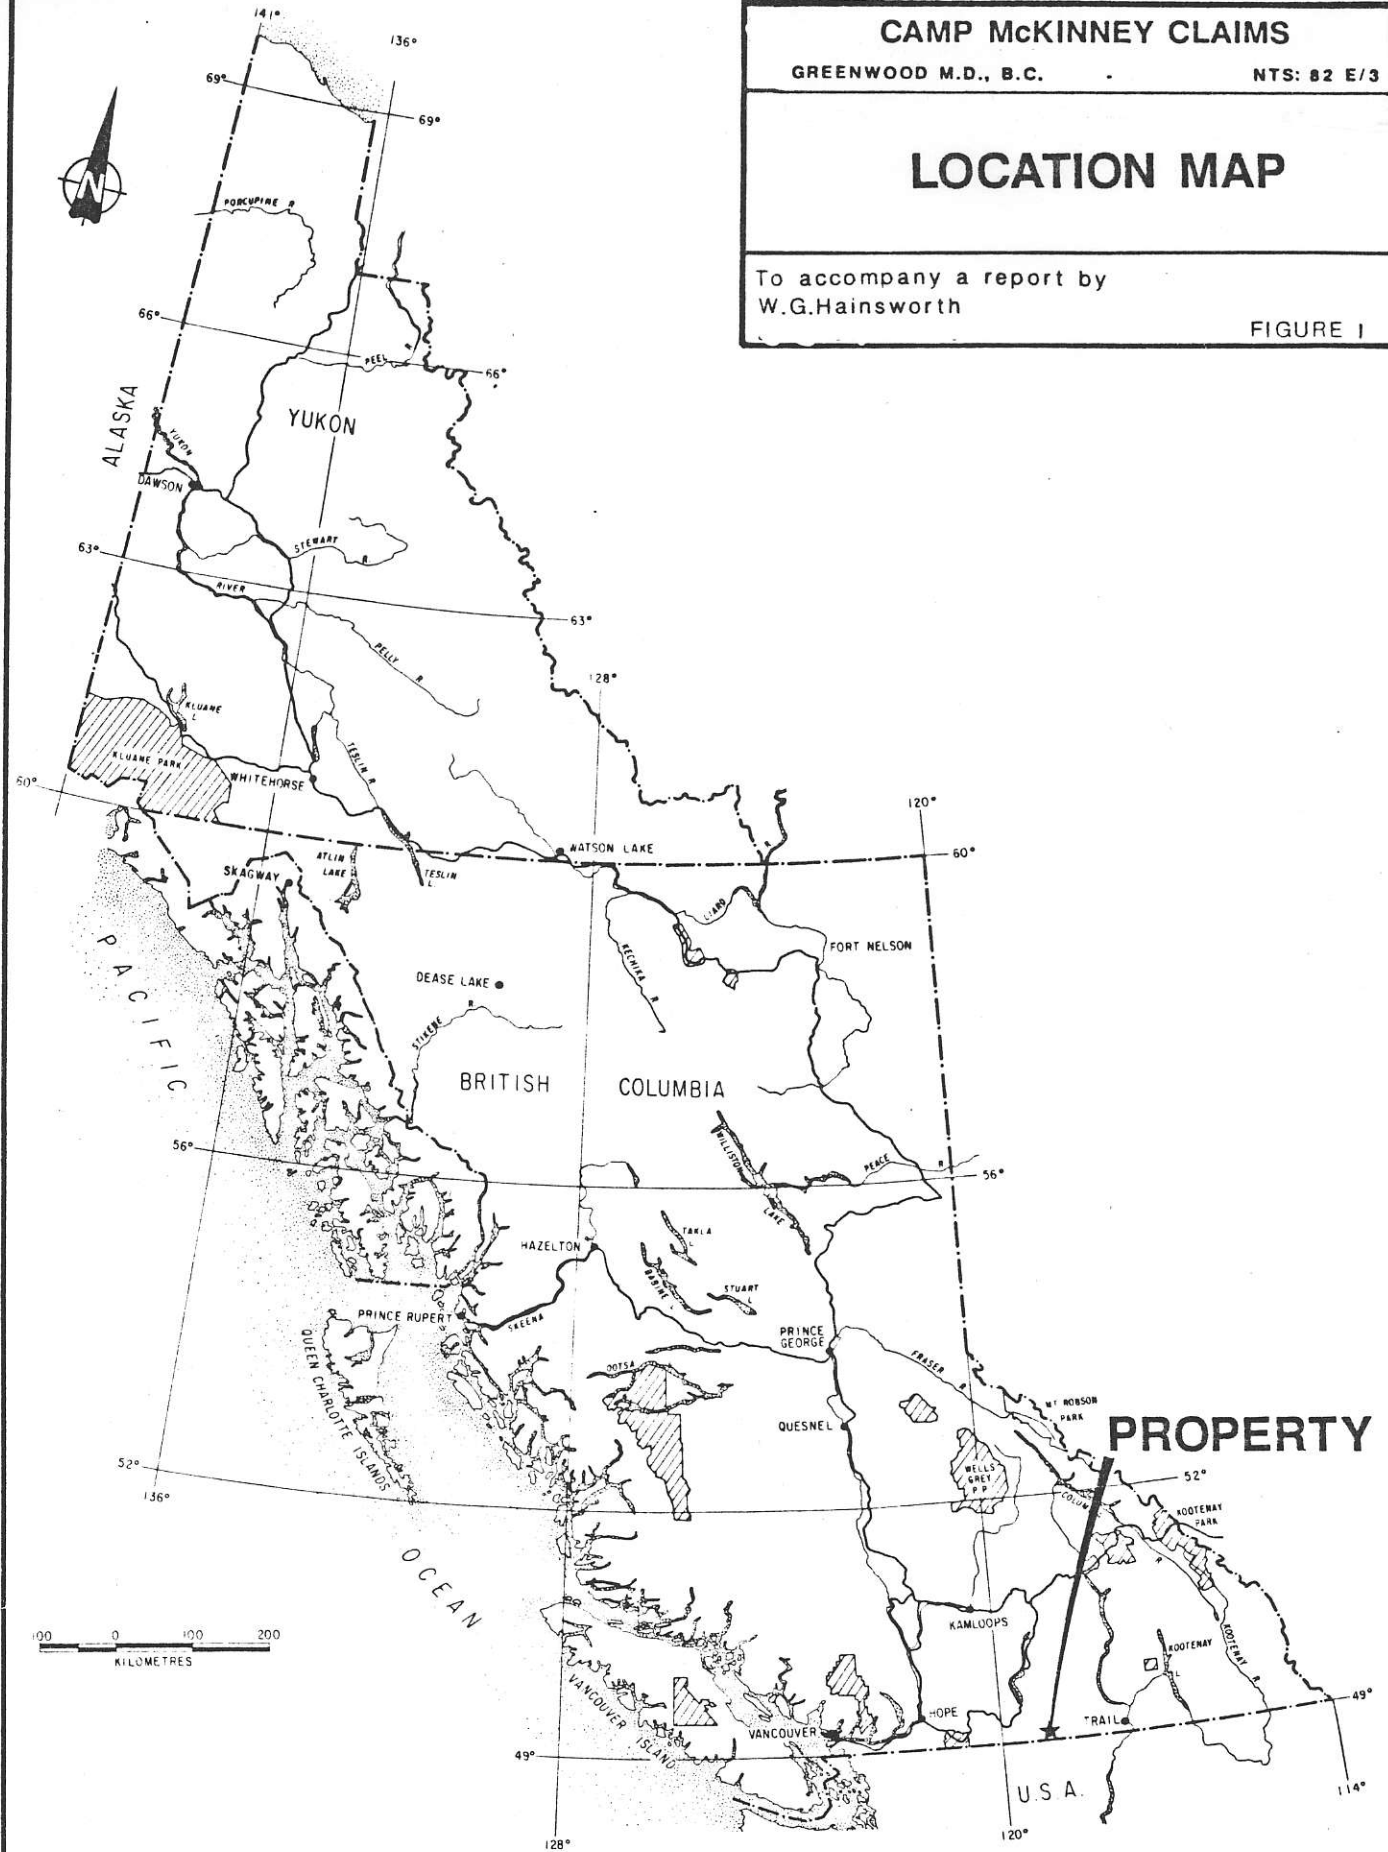 CAMP McKINNEY CLAIMS
GREENWOOD M.D., B.C. - NTS: 82 E/3
LOCATION MAP
To accompany a report by
W.G.Hainsworth
FIGURE 1
141°
136°
69°
69°
N
PORCUPINE R
66°
PEEL R
66°
ALASKA
YUKON
YUKON
DAWSON
63°
STEWART R
RIVER
63°
PELLY R
128°
KLUANE
L
KLUANE PARK
TESLIN R
WHITEHORSE
60°
120°
WATSON LAKE
60°
ATLIN
LAKE
TESLIN
L.
SKAGWAY
LIARD
R
FORT NELSON
KECHIKA R
DEASE LAKE
STIKENE R
PACIFIC
BRITISH COLUMBIA
WILLISTON
LAKE
PEACE R
56°
56°
TAKLA
L
HAZELTON
BABINE L
STUART
L
PRINCE RUPERT
SKEENA
PRINCE
GEORGE
QUEEN CHARLOTTE ISLANDS
OOTSA
FRASER R
MT ROBSON
PARK
PROPERTY
QUESNEL
WELLS
GREY
P P
52°
52°
136°
COLUM
KOOTENAY
PARK
R
OCEAN
100 0 100 200
KILOMETRES
KAMLOOPS
KOOTENAY
L
KOOTENAY R
VANCOUVER ISLAND
HOPE
VANCOUVER
TRAIL
49°
49°
U.S.A.
114°
128°
120°